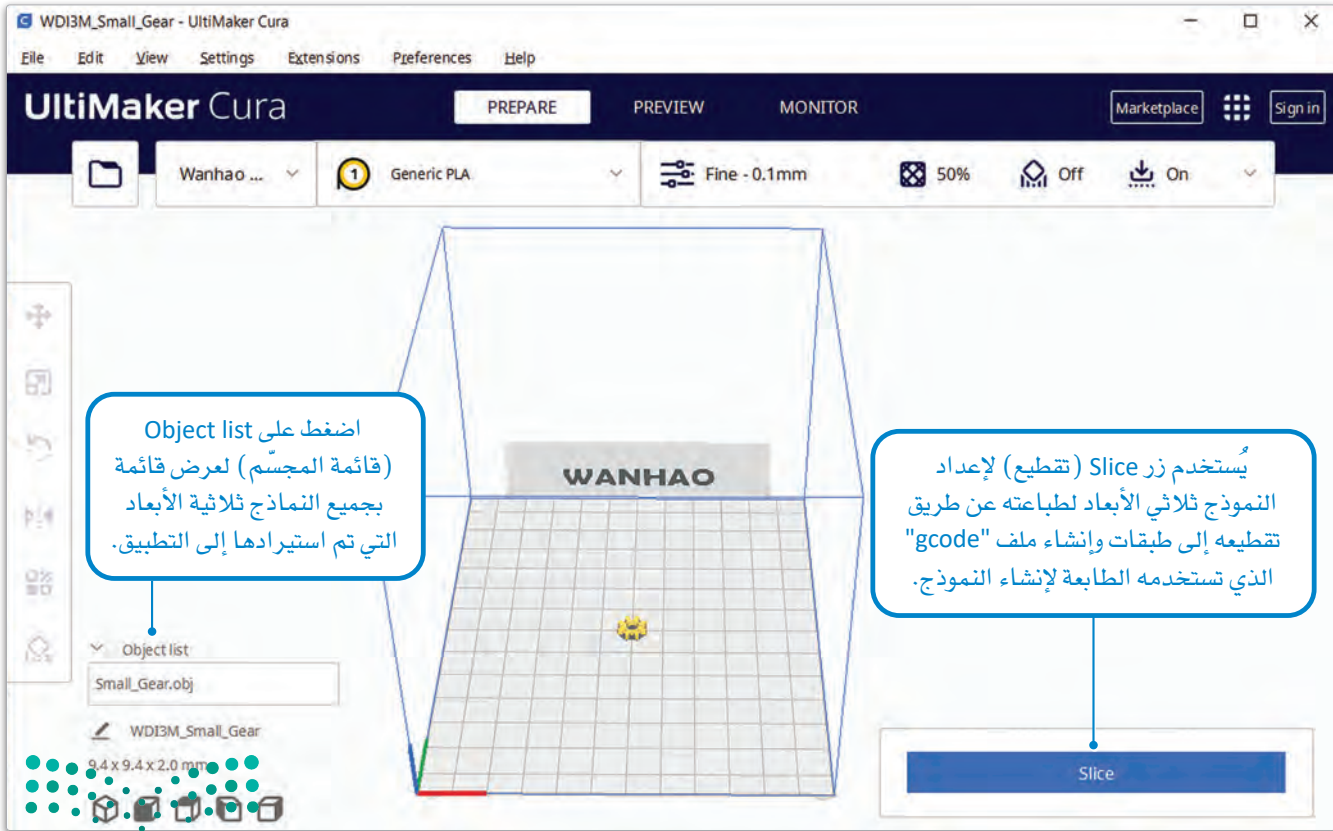 WDI3M_Small_Gear - UltiMaker Cura
File Edit View Settings Extensions Preferences Help
UltiMaker Cura PREPARE PREVIEW MONITOR Marketplace Sign in
Wanhao ... 1 Generic PLA Fine - 0.1mm 50% Off On
WANHAO
اضغط على Object list
(قائمة المجسّم) لعرض قائمة
بجميع النماذج ثلاثية الأبعاد
التي تم استيرادها إلى التطبيق.
يُستخدم زر Slice (تقطيع) لإعداد
النموذج ثلاثي الأبعاد لطباعته عن طريق
تقطيعه إلى طبقات وإنشاء ملف "gcode"
الذي تستخدمه الطابعة لإنشاء النموذج.
Object list
Small_Gear.obj
WDI3M_Small_Gear
9.4 x 9.4 x 2.0 mm
Slice